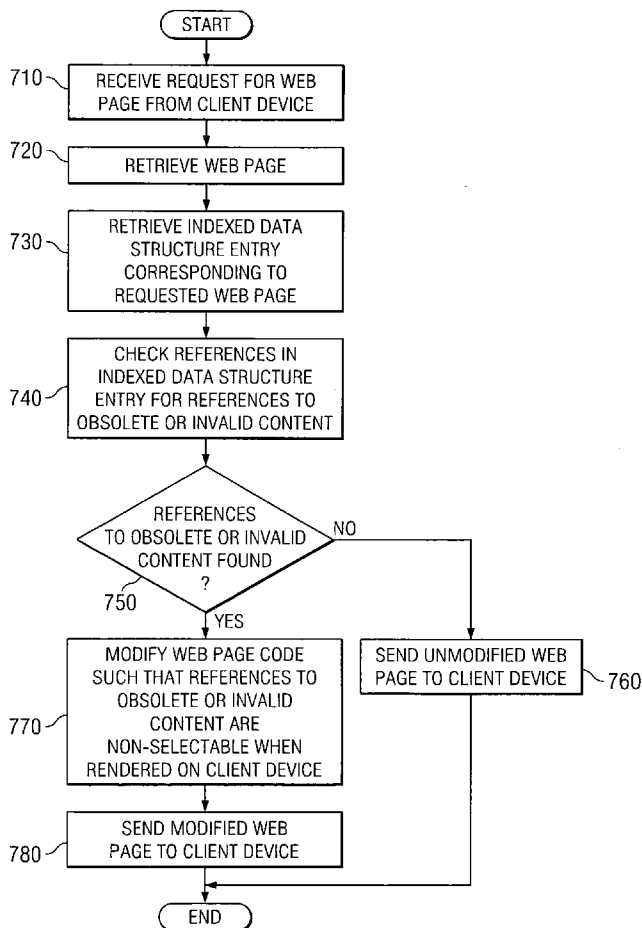 START
710
RECEIVE REQUEST FOR WEB
PAGE FROM CLIENT DEVICE
720
RETRIEVE WEB PAGE
730
RETRIEVE INDEXED DATA
STRUCTURE ENTRY
CORRESPONDING TO
REQUESTED WEB PAGE
740
CHECK REFERENCES IN
INDEXED DATA STRUCTURE
ENTRY FOR REFERENCES TO
OBSOLETE OR INVALID CONTENT
REFERENCES
TO OBSOLETE OR INVALID
CONTENT FOUND
?
750
NO
YES
770
MODIFY WEB PAGE CODE
SUCH THAT REFERENCES TO
OBSOLETE OR INVALID
CONTENT ARE
NON-SELECTABLE WHEN
RENDERED ON CLIENT DEVICE
SEND UNMODIFIED WEB
PAGE TO CLIENT DEVICE
760
780
SEND MODIFIED WEB
PAGE TO CLIENT DEVICE
END